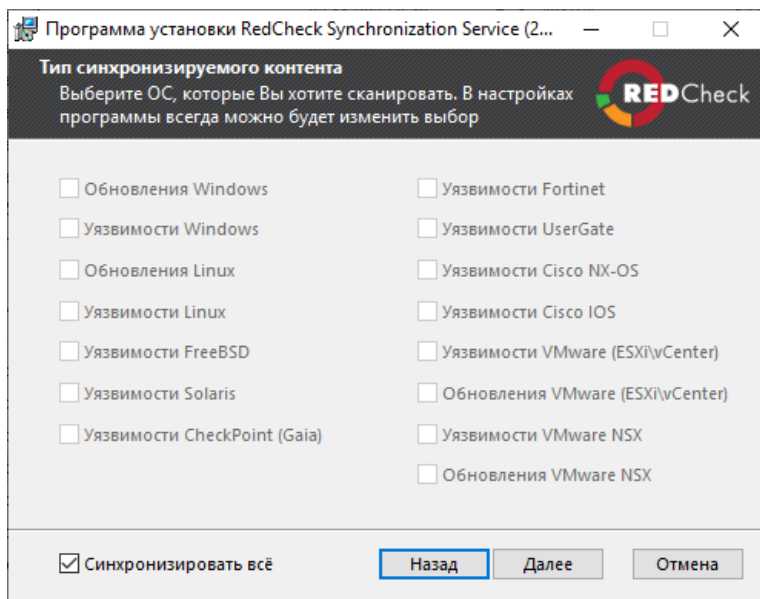 Программа установки RedCheck Synchronization Service (2...
Тип синхронизируемого контента
Выберите ОС, которые Вы хотите сканировать. В настройках
программы всегда можно будет изменить выбор
REDCheck
Обновления Windows
Уязвимости Windows
Обновления Linux
Уязвимости Linux
Уязвимости FreeBSD
Уязвимости Solaris
Уязвимости CheckPoint (Gaia)
Уязвимости Fortinet
Уязвимости UserGate
Уязвимости Cisco NX-OS
Уязвимости Cisco IOS
Уязвимости VMware (ESXi\vCenter)
Обновления VMware (ESXi\vCenter)
Уязвимости VMware NSX
Обновления VMware NSX
Синхронизировать всё
Назад
Далее
Отмена